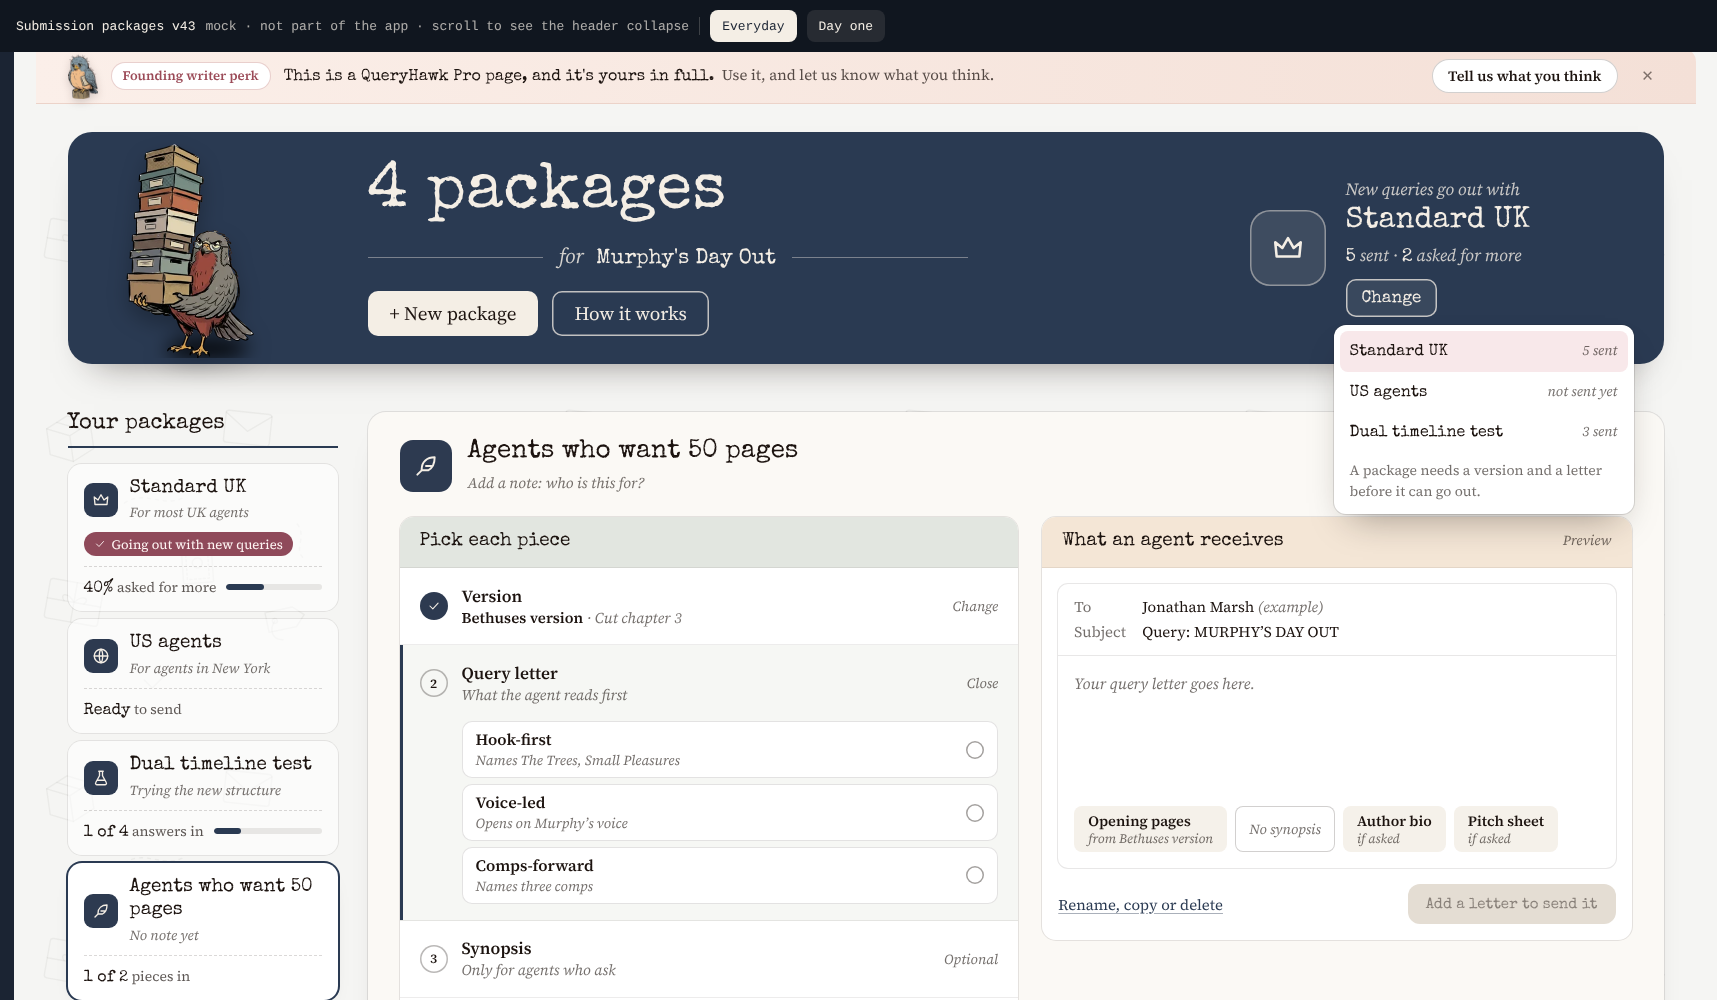 Submission packages v43 mock · not part of the app · scroll to see the header collapse
Everyday
Day one
Founding writer perk
This is a QueryHawk Pro page, and it's yours in full. Use it, and let us know what you think.
Tell us what you think
×
4 packages
for Murphy's Day Out
+ New package
How it works
New queries go out with
Standard UK
5 sent · 2 asked for more
Change
Standard UK
5 sent
US agents
not sent yet
Dual timeline test
3 sent
A package needs a version and a letter
before it can go out.
Your packages
Standard UK
For most UK agents
✓ Going out with new queries
40% asked for more
US agents
For agents in New York
Ready to send
Dual timeline test
Trying the new structure
1 of 4 answers in
Agents who want 50
pages
No note yet
1 of 2 pieces in
Agents who want 50 pages
Add a note: who is this for?
Pick each piece
Version
Bethuses version · Cut chapter 3
Change
2
Query letter
What the agent reads first
Close
Hook-first
Names The Trees, Small Pleasures
Voice-led
Opens on Murphy’s voice
Comps-forward
Names three comps
3
Synopsis
Only for agents who ask
Optional
What an agent receives
Preview
To Jonathan Marsh (example)
Subject Query: MURPHY’S DAY OUT
Your query letter goes here.
Opening pages
from Bethuses version
No synopsis
Author bio
if asked
Pitch sheet
if asked
Rename, copy or delete
Add a letter to send it